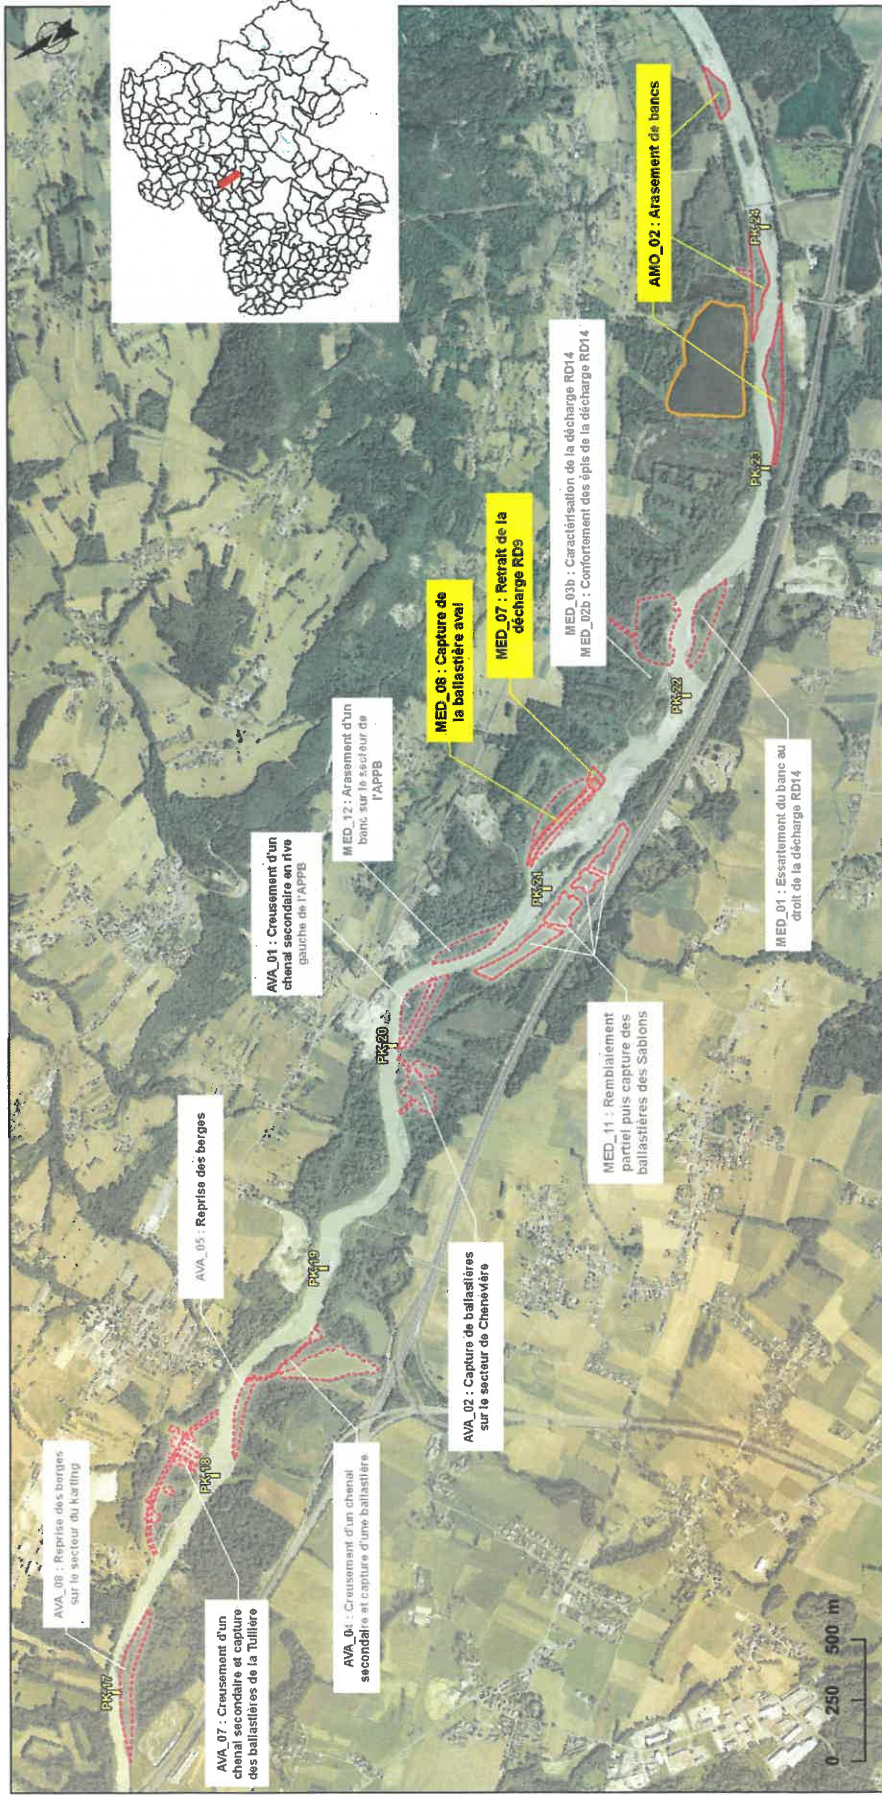 AVA_08 : Reprise des berges
sur le secteur du karting
PK 17
AVA_07 : Creusement d'un
chenal secondaire et capture
des ballastières de la Tuilière
PK 18
AVA_05 : Reprise des berges
AVA_04 : Creusement d'un chenal
secondaire et capture d'une ballastière
PK 19
AVA_02 : Capture de ballastières
sur le secteur de Chenevière
PK 20
AVA_01 : Creusement d'un
chenal secondaire en rive
gauche de l'APPB
MED_12 : Arasement d'un
banc sur le secteur de
l'APPB
PK 21
MED_11 : Remblaiement
partiel puis capture des
ballastières des Sablons
MED_08 : Capture de
la ballastière aval
MED_07 : Retrait de la
décharge RD9
PK 22
MED_03b : Caractérisation de la décharge RD14
MED_02b : Confortement des épis de la décharge RD14
MED_01 : Essartement du banc au
droit de la décharge RD14
PK 23
AMO_02 : Arasement de bancs
PK 24
0 250 500 m